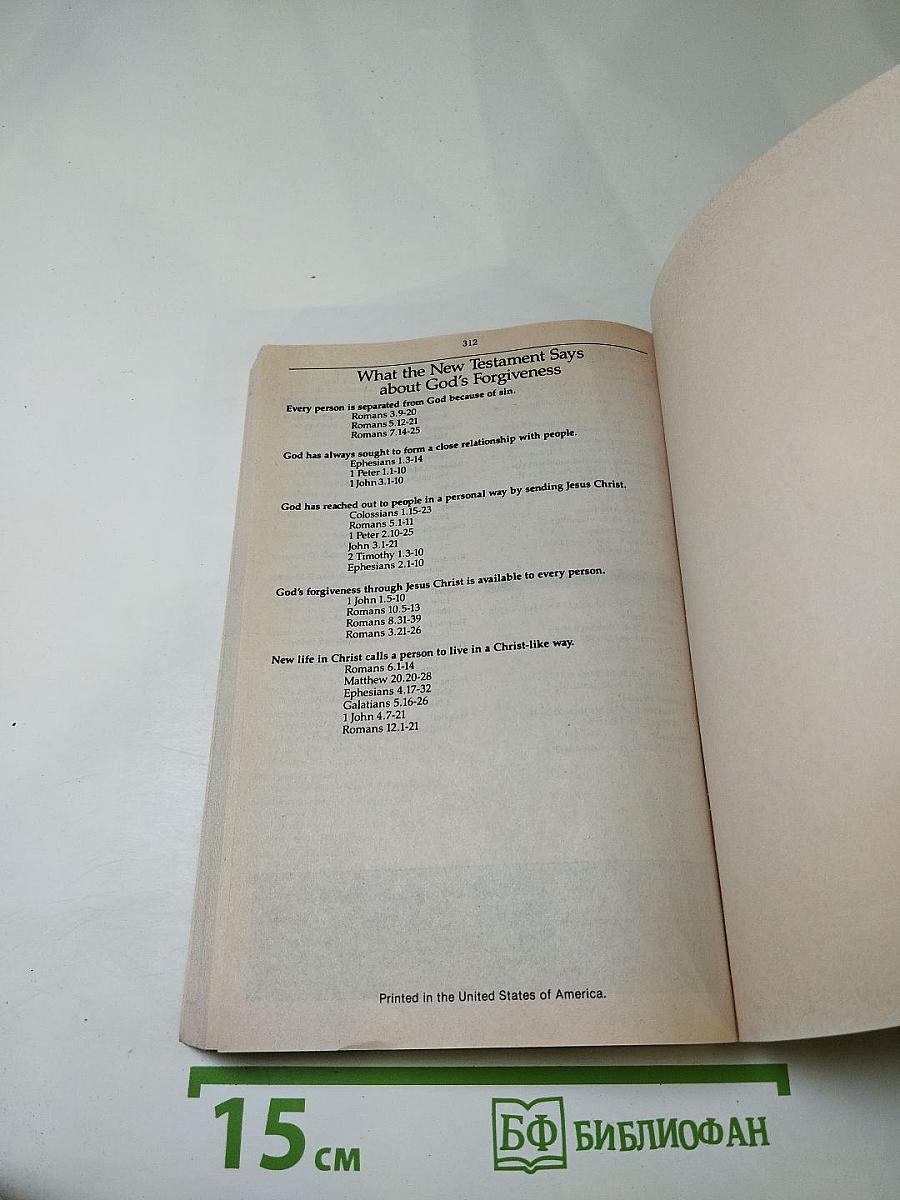 312
What the New Testament Says
about God's Forgiveness
Every person is separated from God because of sin.
Romans 3.9-20
Romans 5.12-21
Romans 7.14-25
God has always sought to form a close relationship with people.
Ephesians 1.3-14
1 Peter 1.1-10
1 John 3.1-10
God has reached out to people in a personal way by sending Jesus Christ.
Colossians 1.15-23
Romans 5.1-11
1 Peter 2.10-25
John 3.1-21
2 Timothy 1.3-10
Ephesians 2.1-10
God's forgiveness through Jesus Christ is available to every person.
1 John 1.5-10
Romans 10.5-13
Romans 8.31-39
Romans 3.21-26
New life in Christ calls a person to live in a Christ-like way.
Romans 6.1-14
Matthew 20.20-28
Ephesians 4.17-32
Galatians 5.16-26
1 John 4.7-21
Romans 12.1-21
Printed in the United States of America.
15 см
БФ БИБЛИОФАН